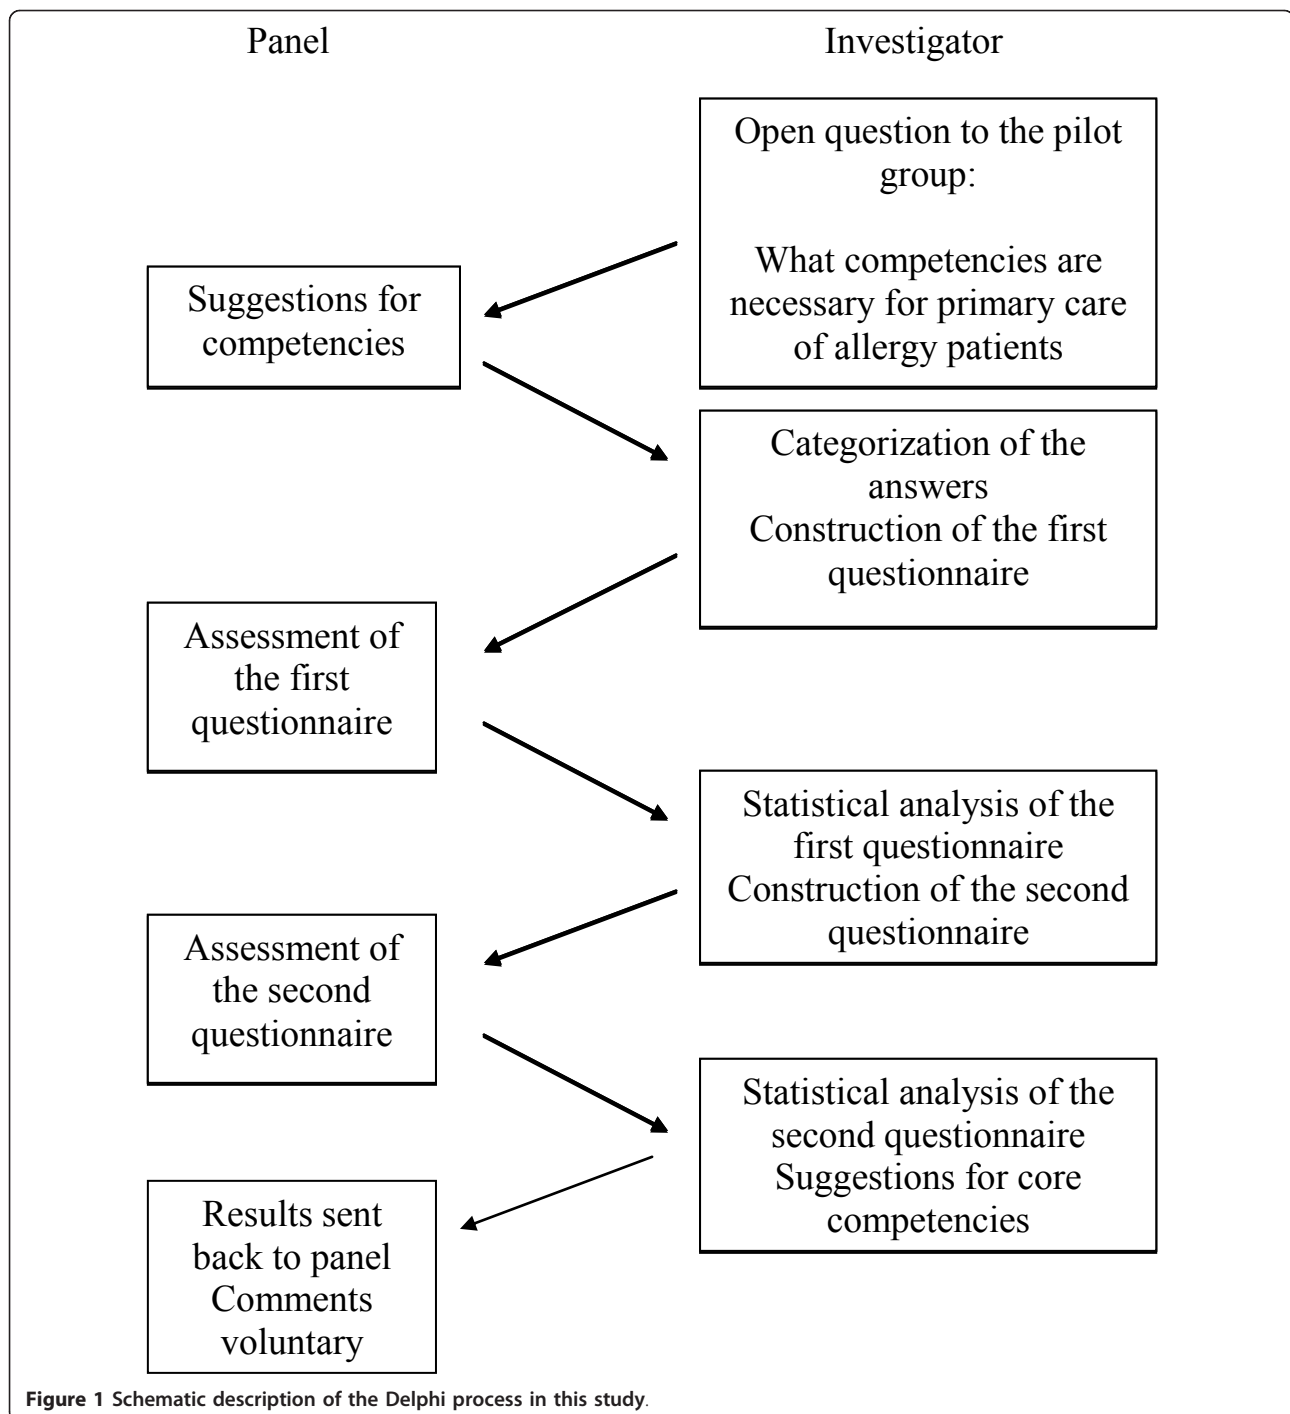 Panel
Investigator
Open question to the pilot
group:
What competencies are
necessary for primary care
of allergy patients
Suggestions for
competencies
Categorization of the
answers
Construction of the first
questionnaire
Assessment of
the first
questionnaire
Statistical analysis of the
first questionnaire
Construction of the second
questionnaire
Assessment of
the second
questionnaire
Statistical analysis of the
second questionnaire
Suggestions for core
competencies
Results sent
back to panel
Comments
voluntary
Figure 1 Schematic description of the Delphi process in this study.